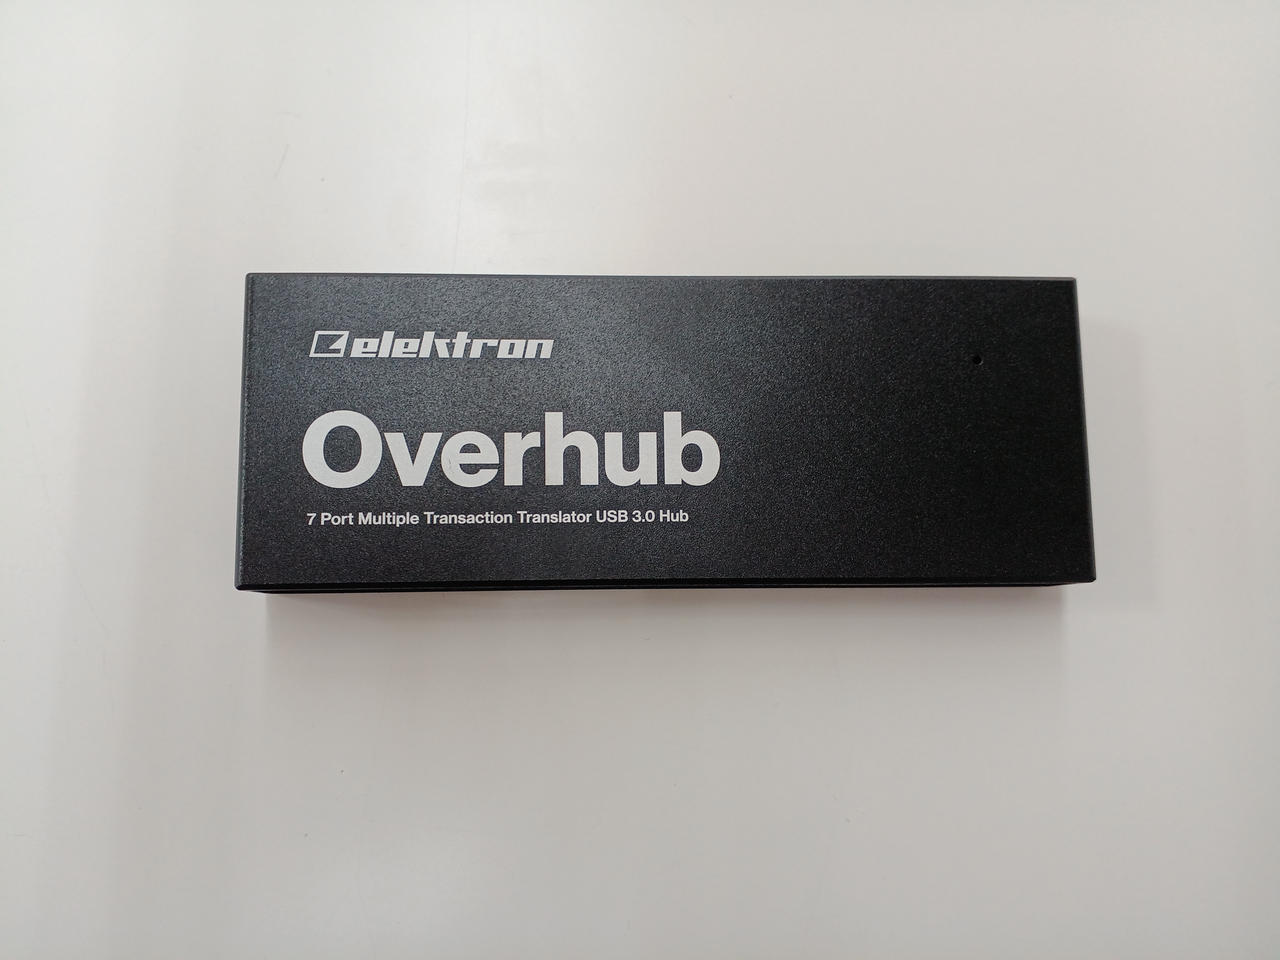 elektron
Overhub
7 Port Multiple Transaction Translator USB 3.0 Hub